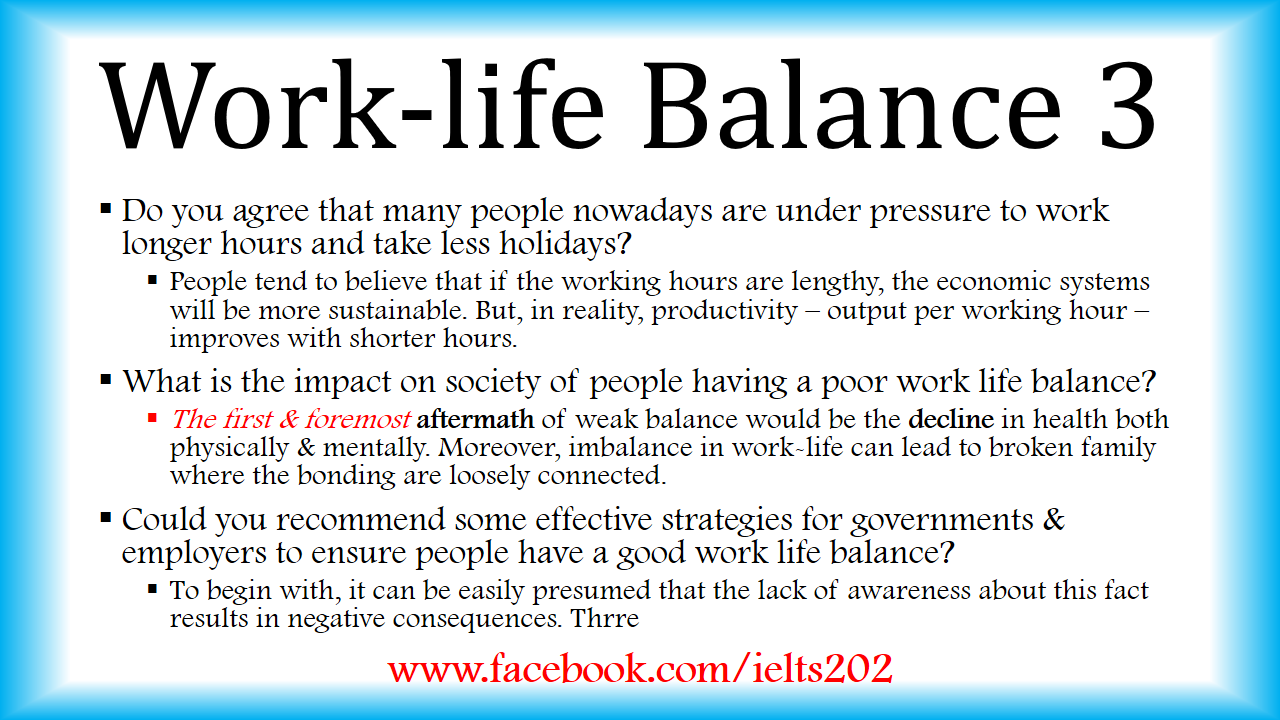 Work-life Balance 3
▪ Do you agree that many people nowadays are under pressure to work
longer hours and take less holidays?
▪ People tend to believe that if the working hours are lengthy, the economic systems
will be more sustainable. But, in reality, productivity – output per working hour –
improves with shorter hours.
▪ What is the impact on society of people having a poor work life balance?
▪ The first & foremost aftermath of weak balance would be the decline in health both
physically & mentally. Moreover, imbalance in work-life can lead to broken family
where the bonding are loosely connected.
▪ Could you recommend some effective strategies for governments &
employers to ensure people have a good work life balance?
▪ To begin with, it can be easily presumed that the lack of awareness about this fact
results in negative consequences. Thrre
www.facebook.com/ielts202